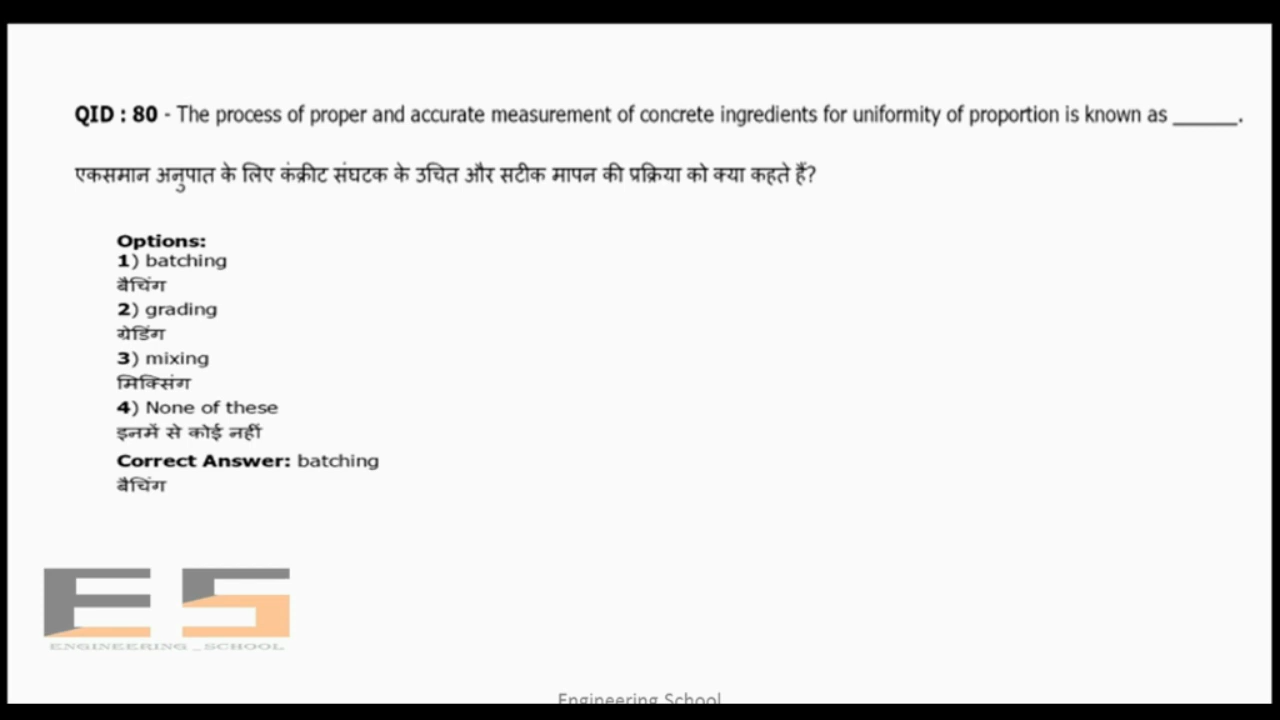 QID : 80 - The process of proper and accurate measurement of concrete ingredients for uniformity of proportion is known as ______.
एकसमान अनुपात के लिए कंक्रीट संघटक के उचित और सटीक मापन की प्रक्रिया को क्या कहते हैं?
Options:
1) batching
बैचिंग
2) grading
ग्रेडिंग
3) mixing
मिक्सिंग
4) None of these
इनमें से कोई नहीं
Correct Answer: batching
बैचिंग
ES
ENGINEERING_SCHOOL
Engineering School